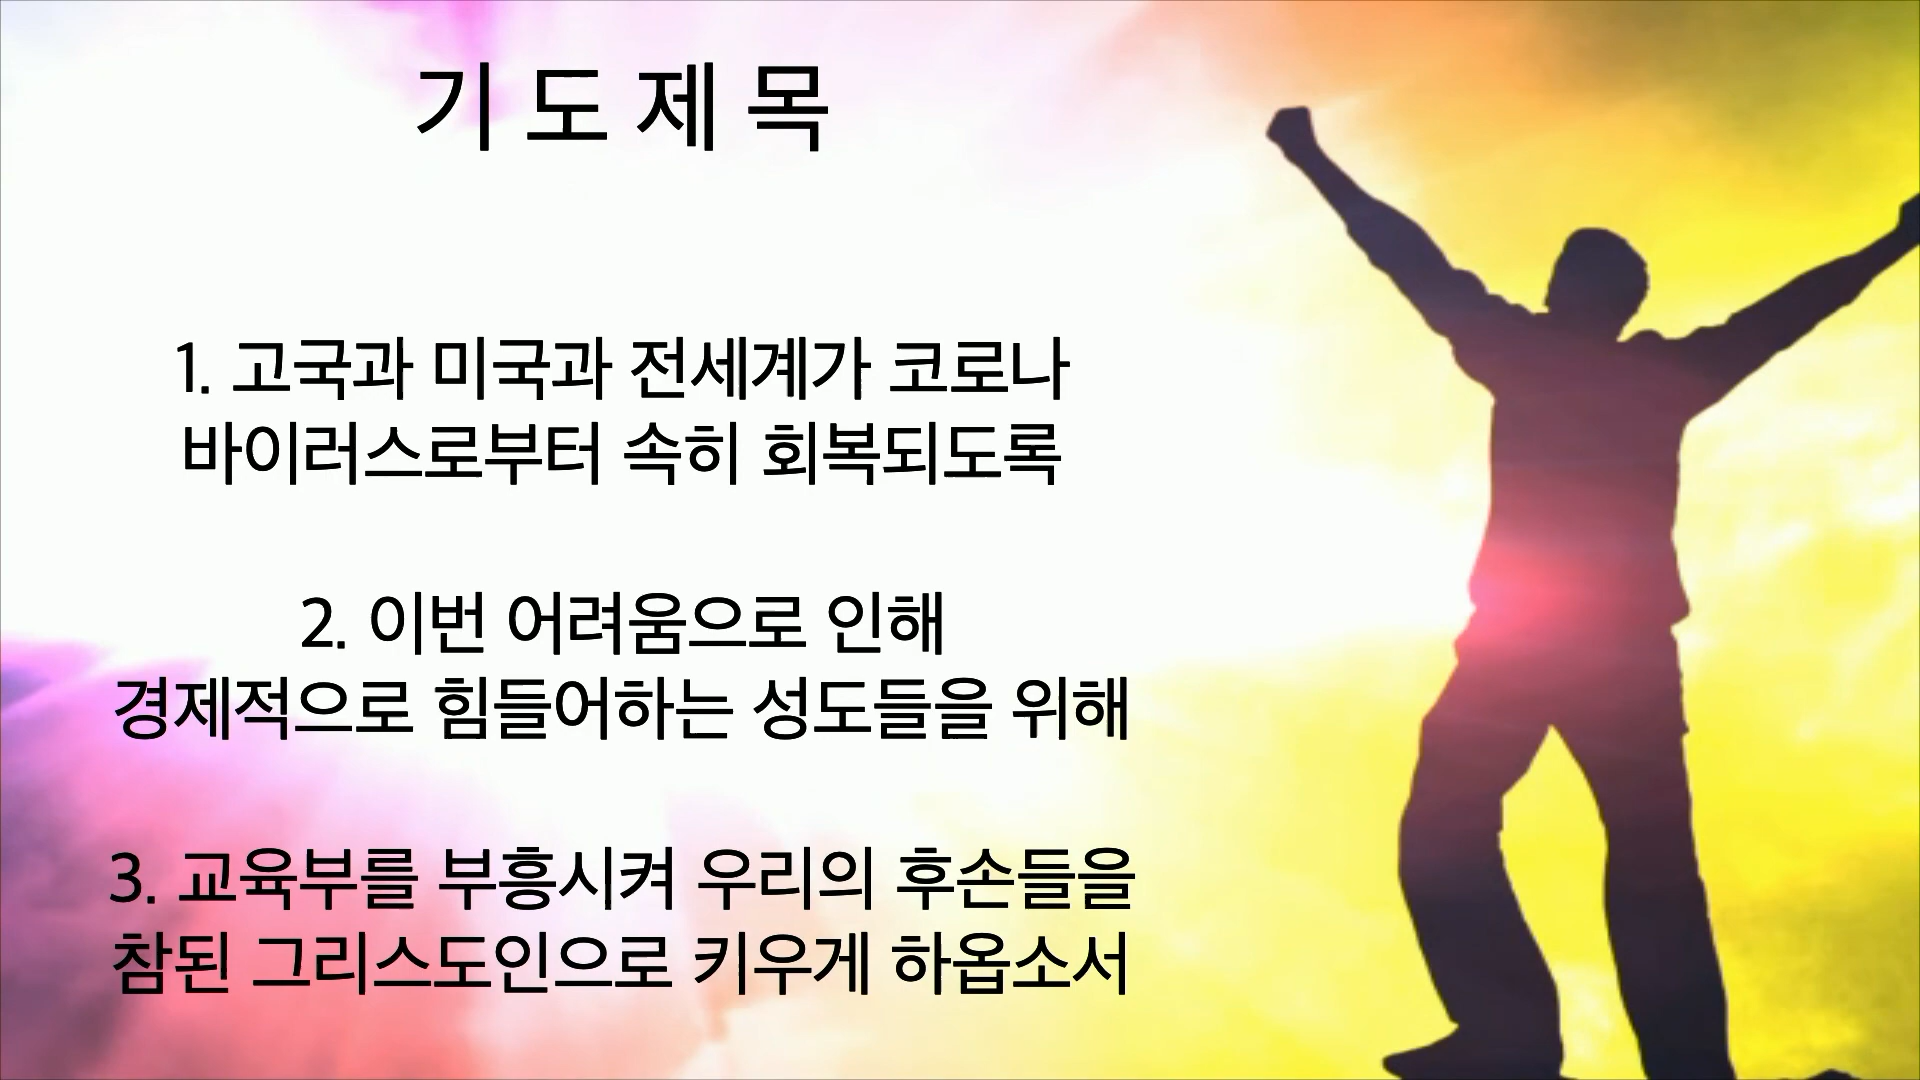 기 도 제 목
1. 고국과 미국과 전세계가 코로나
바이러스로부터 속히 회복되도록
2. 이번 어려움으로 인해
경제적으로 힘들어하는 성도들을 위해
3. 교육부를 부흥시켜 우리의 후손들을
참된 그리스도인으로 키우게 하옵소서